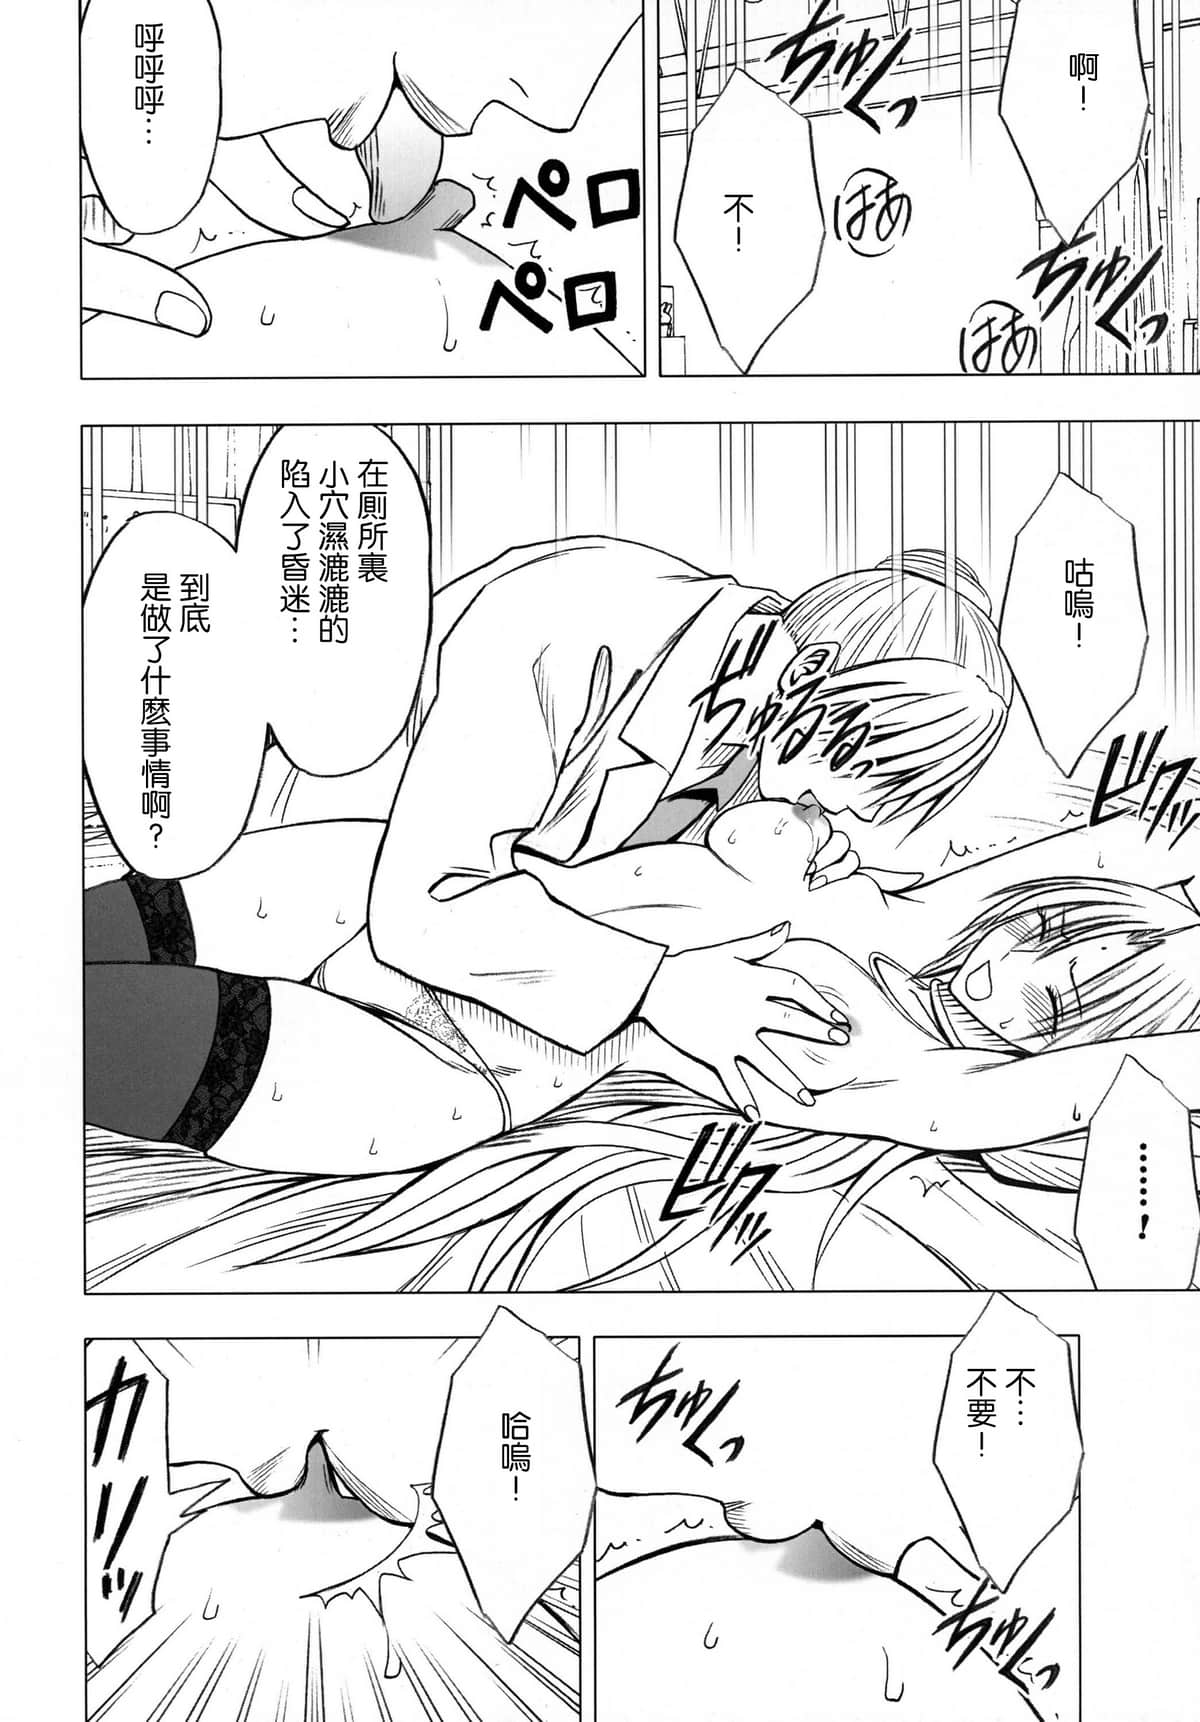 啊！
ちゅくっ
不！
はあ
ちゅくっ
はあ
呼呼呼…
ペロ
ペロ
咕嗚！
ビクッ
ぢゅるるっ
在厠所裏
小穴濕漉漉的
陷入了昏迷…
到底
是做了什麽事情啊？
ビクッ
………！
不…
不要！
ちゅくっ
ちゅくっ
哈嗚！
カリッ